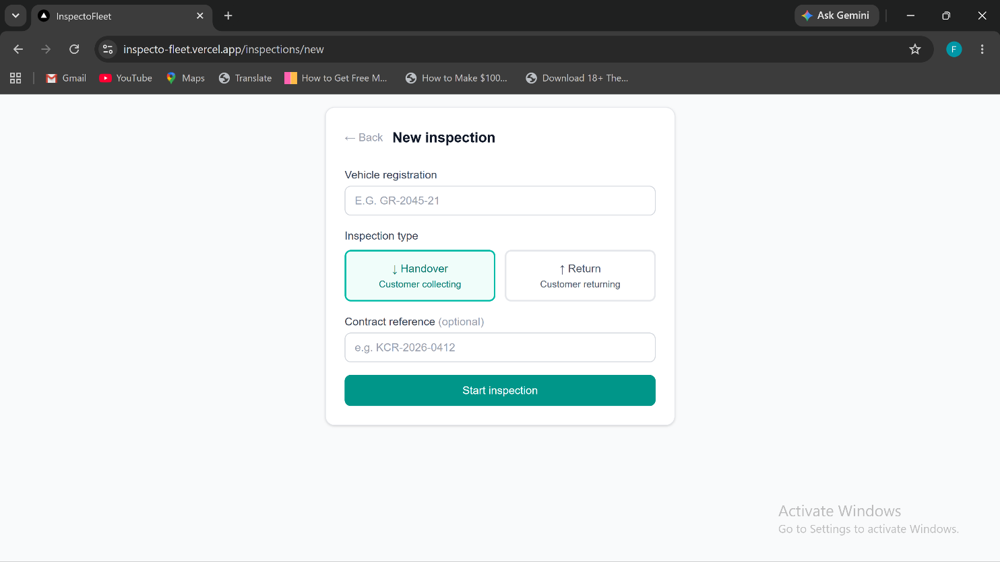 InspectoFleet
Ask Gemini
inspecto-fleet.vercel.app/inspections/new
F
Gmail
YouTube
Maps
Translate
How to Get Free M...
How to Make $100...
Download 18+ The...
← Back
New inspection
Vehicle registration
E.G. GR-2045-21
Inspection type
↓ Handover
Customer collecting
↑ Return
Customer returning
Contract reference (optional)
e.g. KCR-2026-0412
Start inspection
Activate Windows
Go to Settings to activate Windows.